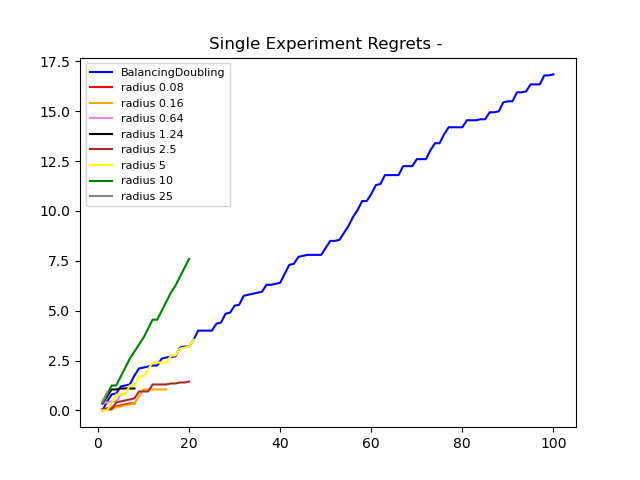 Single Experiment Regrets -
17.5
15.0
12.5
10.0
7.5
5.0
2.5
0.0
BalancingDoubling
radius 0.08
radius 0.16
radius 0.64
radius 1.24
radius 2.5
radius 5
radius 10
radius 25
0 20 40 60 80 100